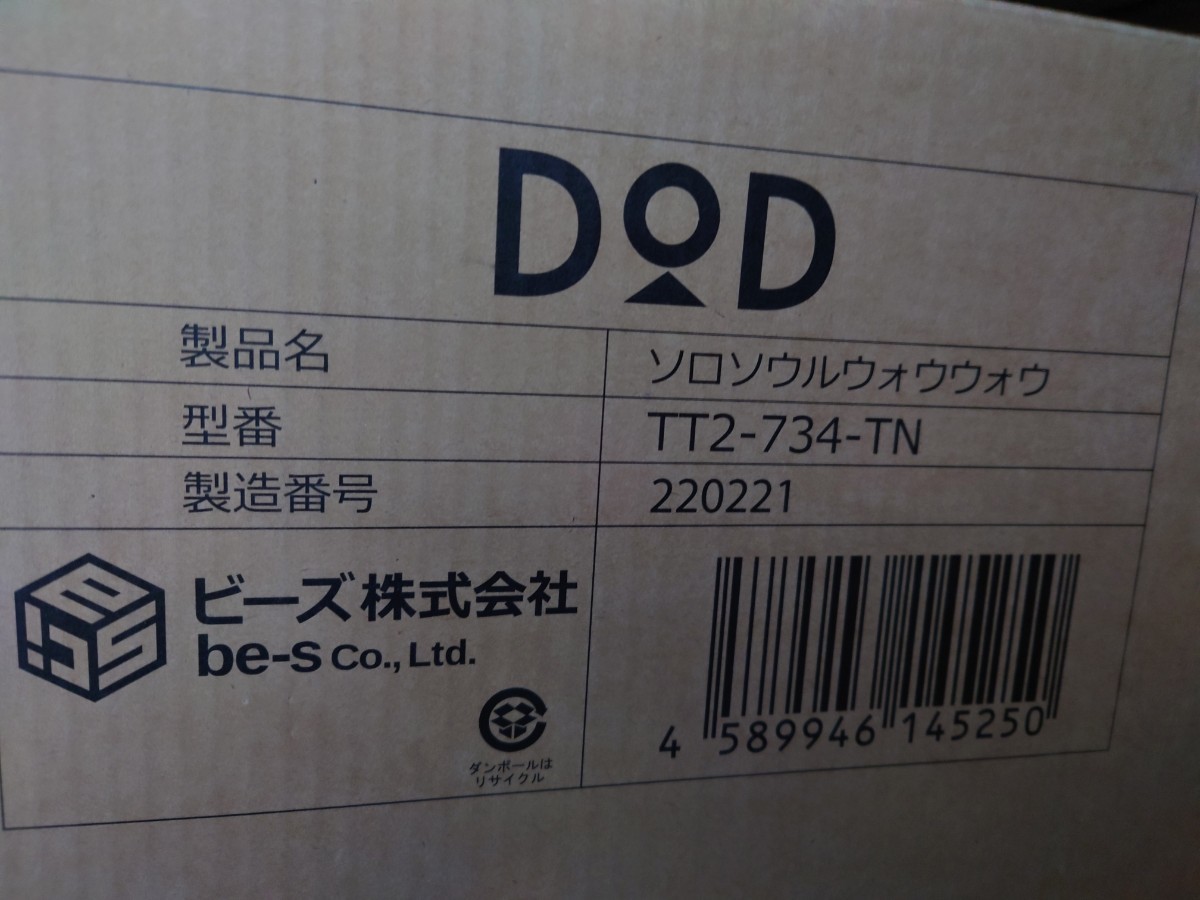 DOD
製品名 ソロソウルウォウウォウ
型番 TT2-734-TN
製造番号 220221
ビーズ株式会社
be-s Co., Ltd.
ダンボールは
リサイクル
4 589946 145250